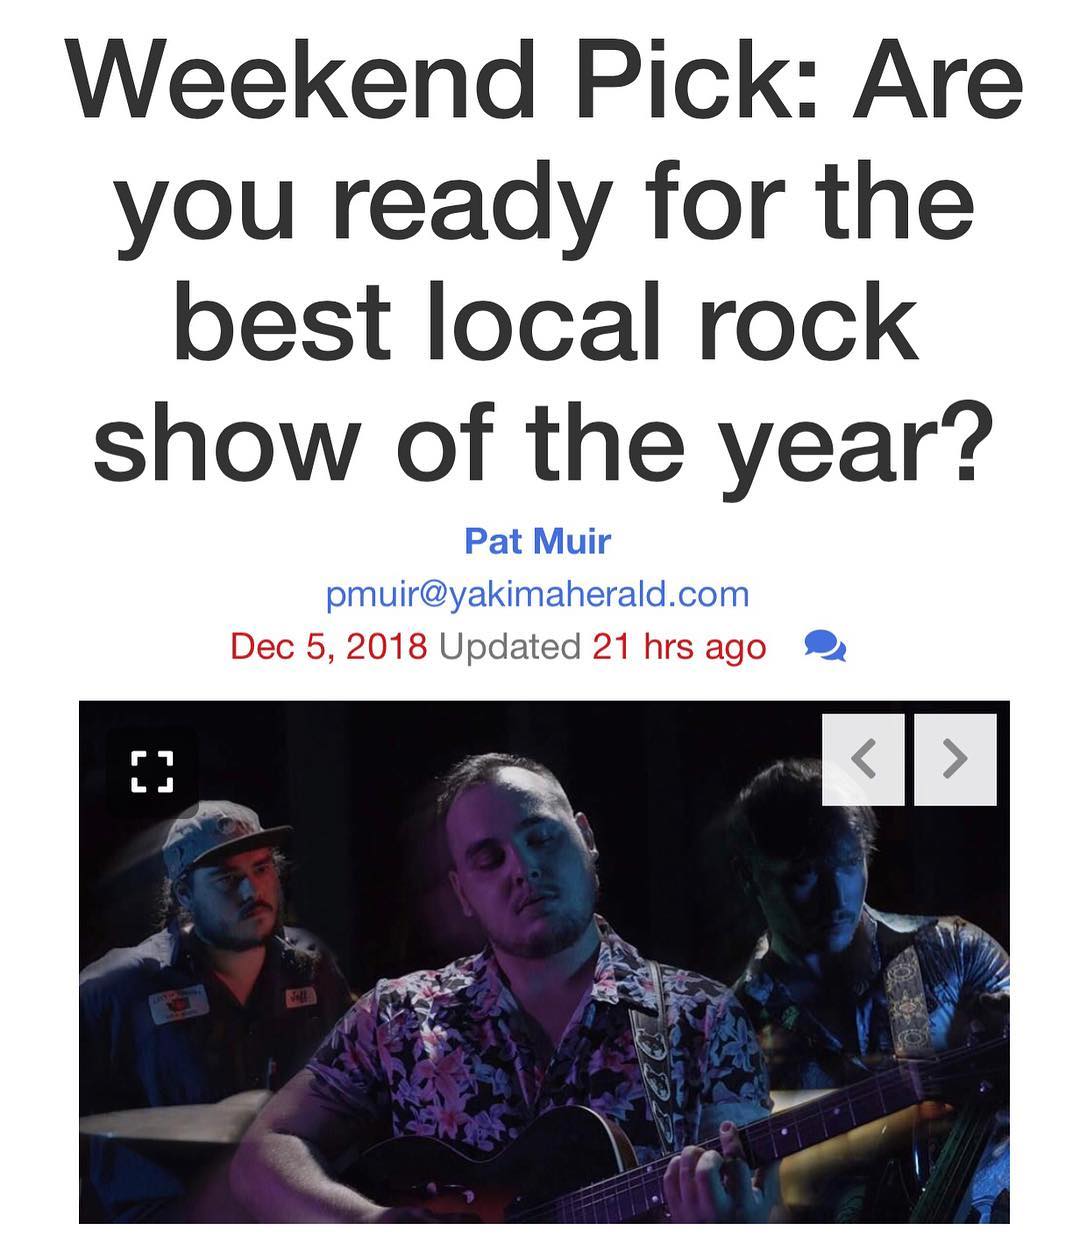 Weekend Pick: Are
you ready for the
best local rock
show of the year?
Pat Muir
pmuir@yakimaherald.com
Dec 5, 2018 Updated 21 hrs ago
Jeff